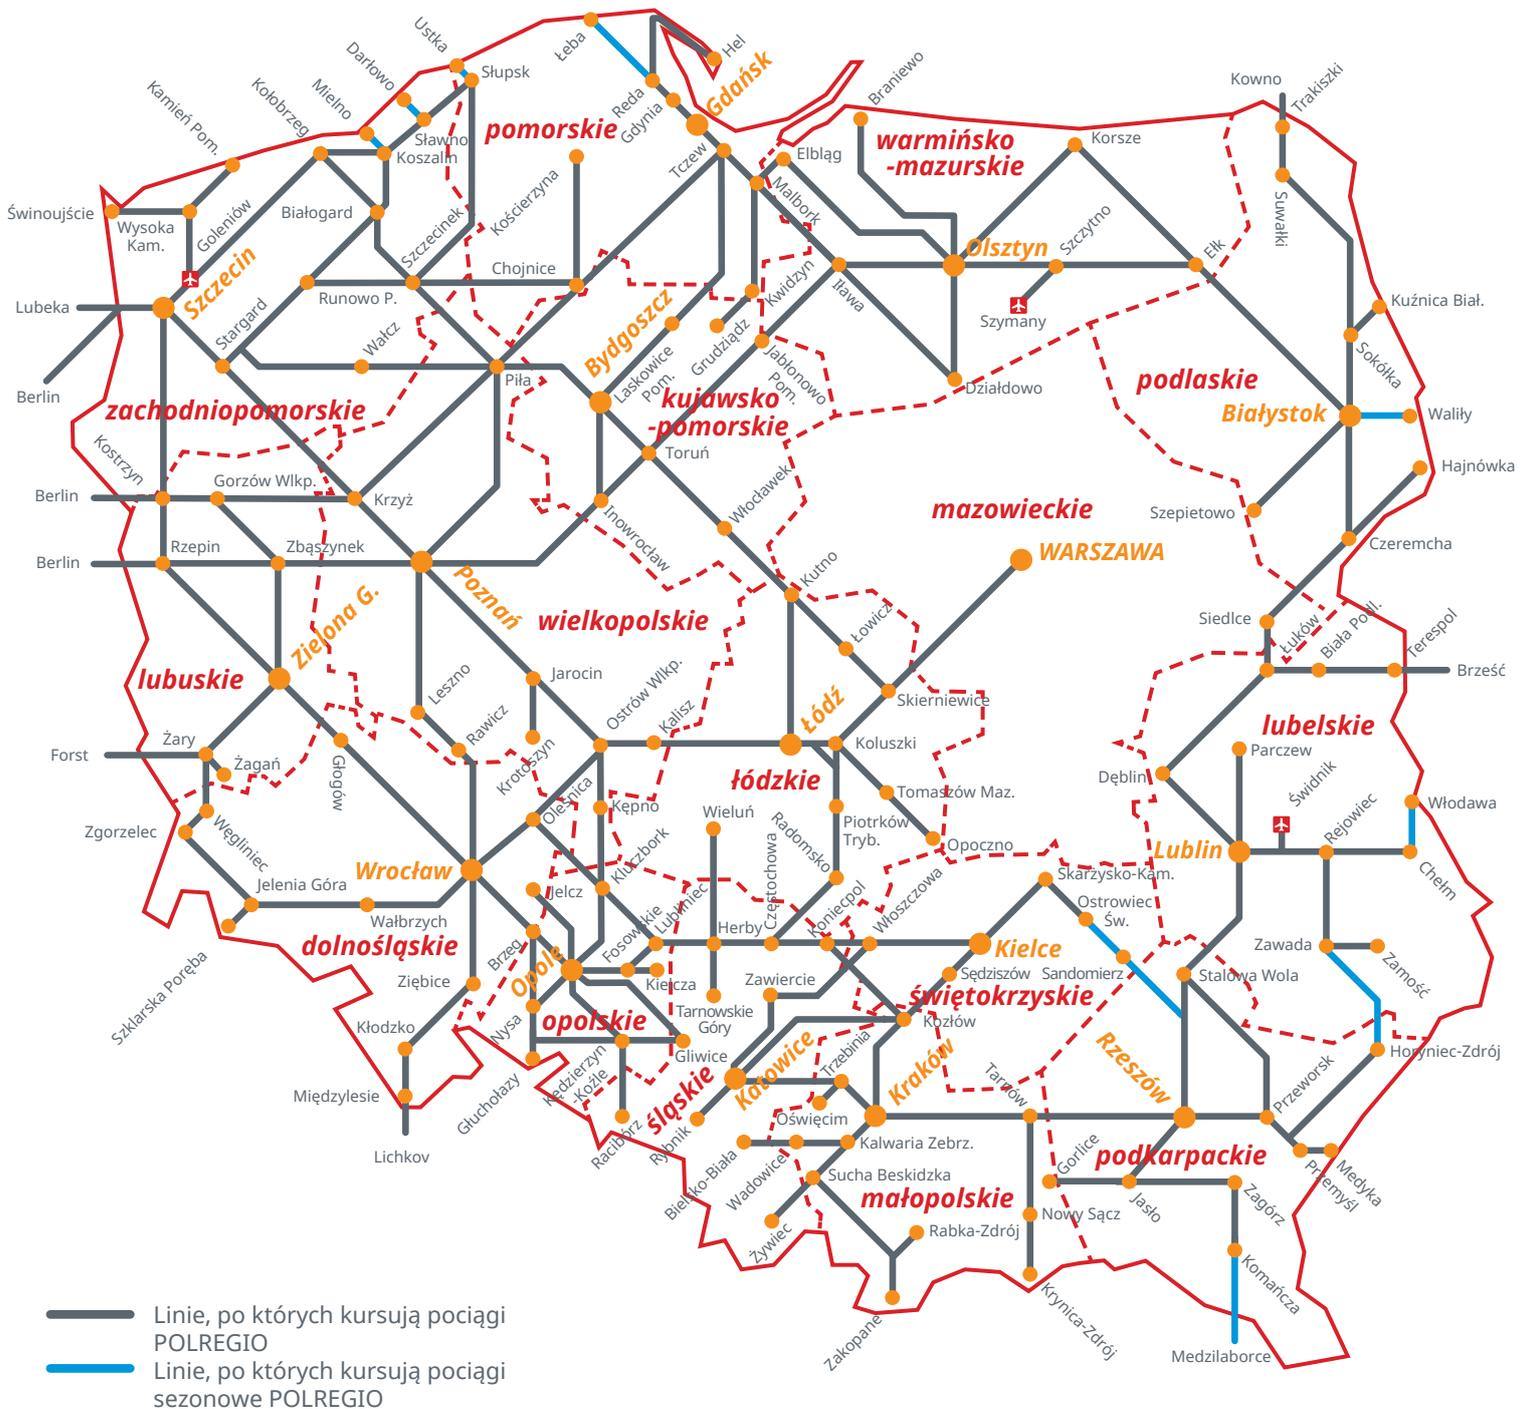 Ustka
Łeba
Hel
Gdańsk
Słupsk
Darłowo
Mielno
Kołobrzeg
Kamień Pom.
Reda
Gdynia
Braniewo
Kowno
Trakiszki
pomorskie
Sławno
Koszalin
Tczew
Elbląg
warmińsko
-mazurskie
Korsze
Świnoujście
Wysoka
Kam.
Goleniów
Białogard
Szczecinek
Kościerzyna
Malbork
Olsztyn
Szczytno
Ełk
Suwałki
Szczecin
Runowo P.
Chojnice
Kwidzyn
Iława
Szymany
Kuźnica Biał.
Lubeka
Stargard
Wałcz
Bydgoszcz
Grudziądz
Laskowice
Pom.
Jabłonowo
Pom.
Sokółka
Berlin
Piła
Działdowo
podlaskie
zachodniopomorskie
kujawsko
-pomorskie
Białystok
Waliły
Kostrzyn
Toruń
Hajnówka
Berlin
Gorzów Wlkp.
Krzyż
Włocławek
mazowieckie
Szepietowo
Inowrocław
Czeremcha
Berlin
Rzepin
Zbąszynek
Poznań
Kutno
WARSZAWA
Zielona G.
wielkopolskie
Łowicz
Siedlce
Łuków
Biała Podl.
Terespol
Brześć
lubuskie
Leszno
Jarocin
Ostrów Wlkp.
Kalisz
Łódź
Skierniewice
lubelskie
Forst
Żary
Żagań
Głogów
Rawicz
Krotoszyn
Koluszki
Parczew
Dęblin
Świdnik
łódzkie
Tomaszów Maz.
Włodawa
Zgorzelec
Węgliniec
Oleśnica
Kępno
Wieluń
Piotrków
Tryb.
Radomsko
Opoczno
Rejowiec
Lublin
Chełm
Wrocław
Jelenia Góra
Wałbrzych
Jelcz
Kluczbork
Lubliniec
Częstochowa
Koniecpol
Włoszczowa
Skarżysko-Kam.
Ostrowiec
Św.
dolnośląskie
Brzeg
Opole
Fosowskie
Herby
Kielce
Sandomierz
Zawada
Zamość
Szklarska Poręba
Ziębice
Kielcza
Tarnowskie
Góry
Zawiercie
Sędziszów
Stalowa Wola
świętokrzyskie
Kłodzko
Nysa
opolskie
Gliwice
Kozłów
Horyniec-Zdrój
Międzylesie
Głuchołazy
Kędzierzyn
-Koźle
Racibórz
śląskie
Katowice
Rybnik
Trzebinia
Oświęcim
Kraków
Tarnów
Rzeszów
Przeworsk
Lichkov
Bielsko-Biała
Wadowice
Kalwaria Zebrz.
Gorlice
podkarpackie
Przemyśl
Medyka
Sucha Beskidzka
małopolskie
Nowy Sącz
Jasło
Zagórz
Żywiec
Rabka-Zdrój
Zakopane
Krynica-Zdrój
Komańcza
Medzilaborce
Linie, po których kursują pociągi
POLREGIO
Linie, po których kursują pociągi
sezonowe POLREGIO